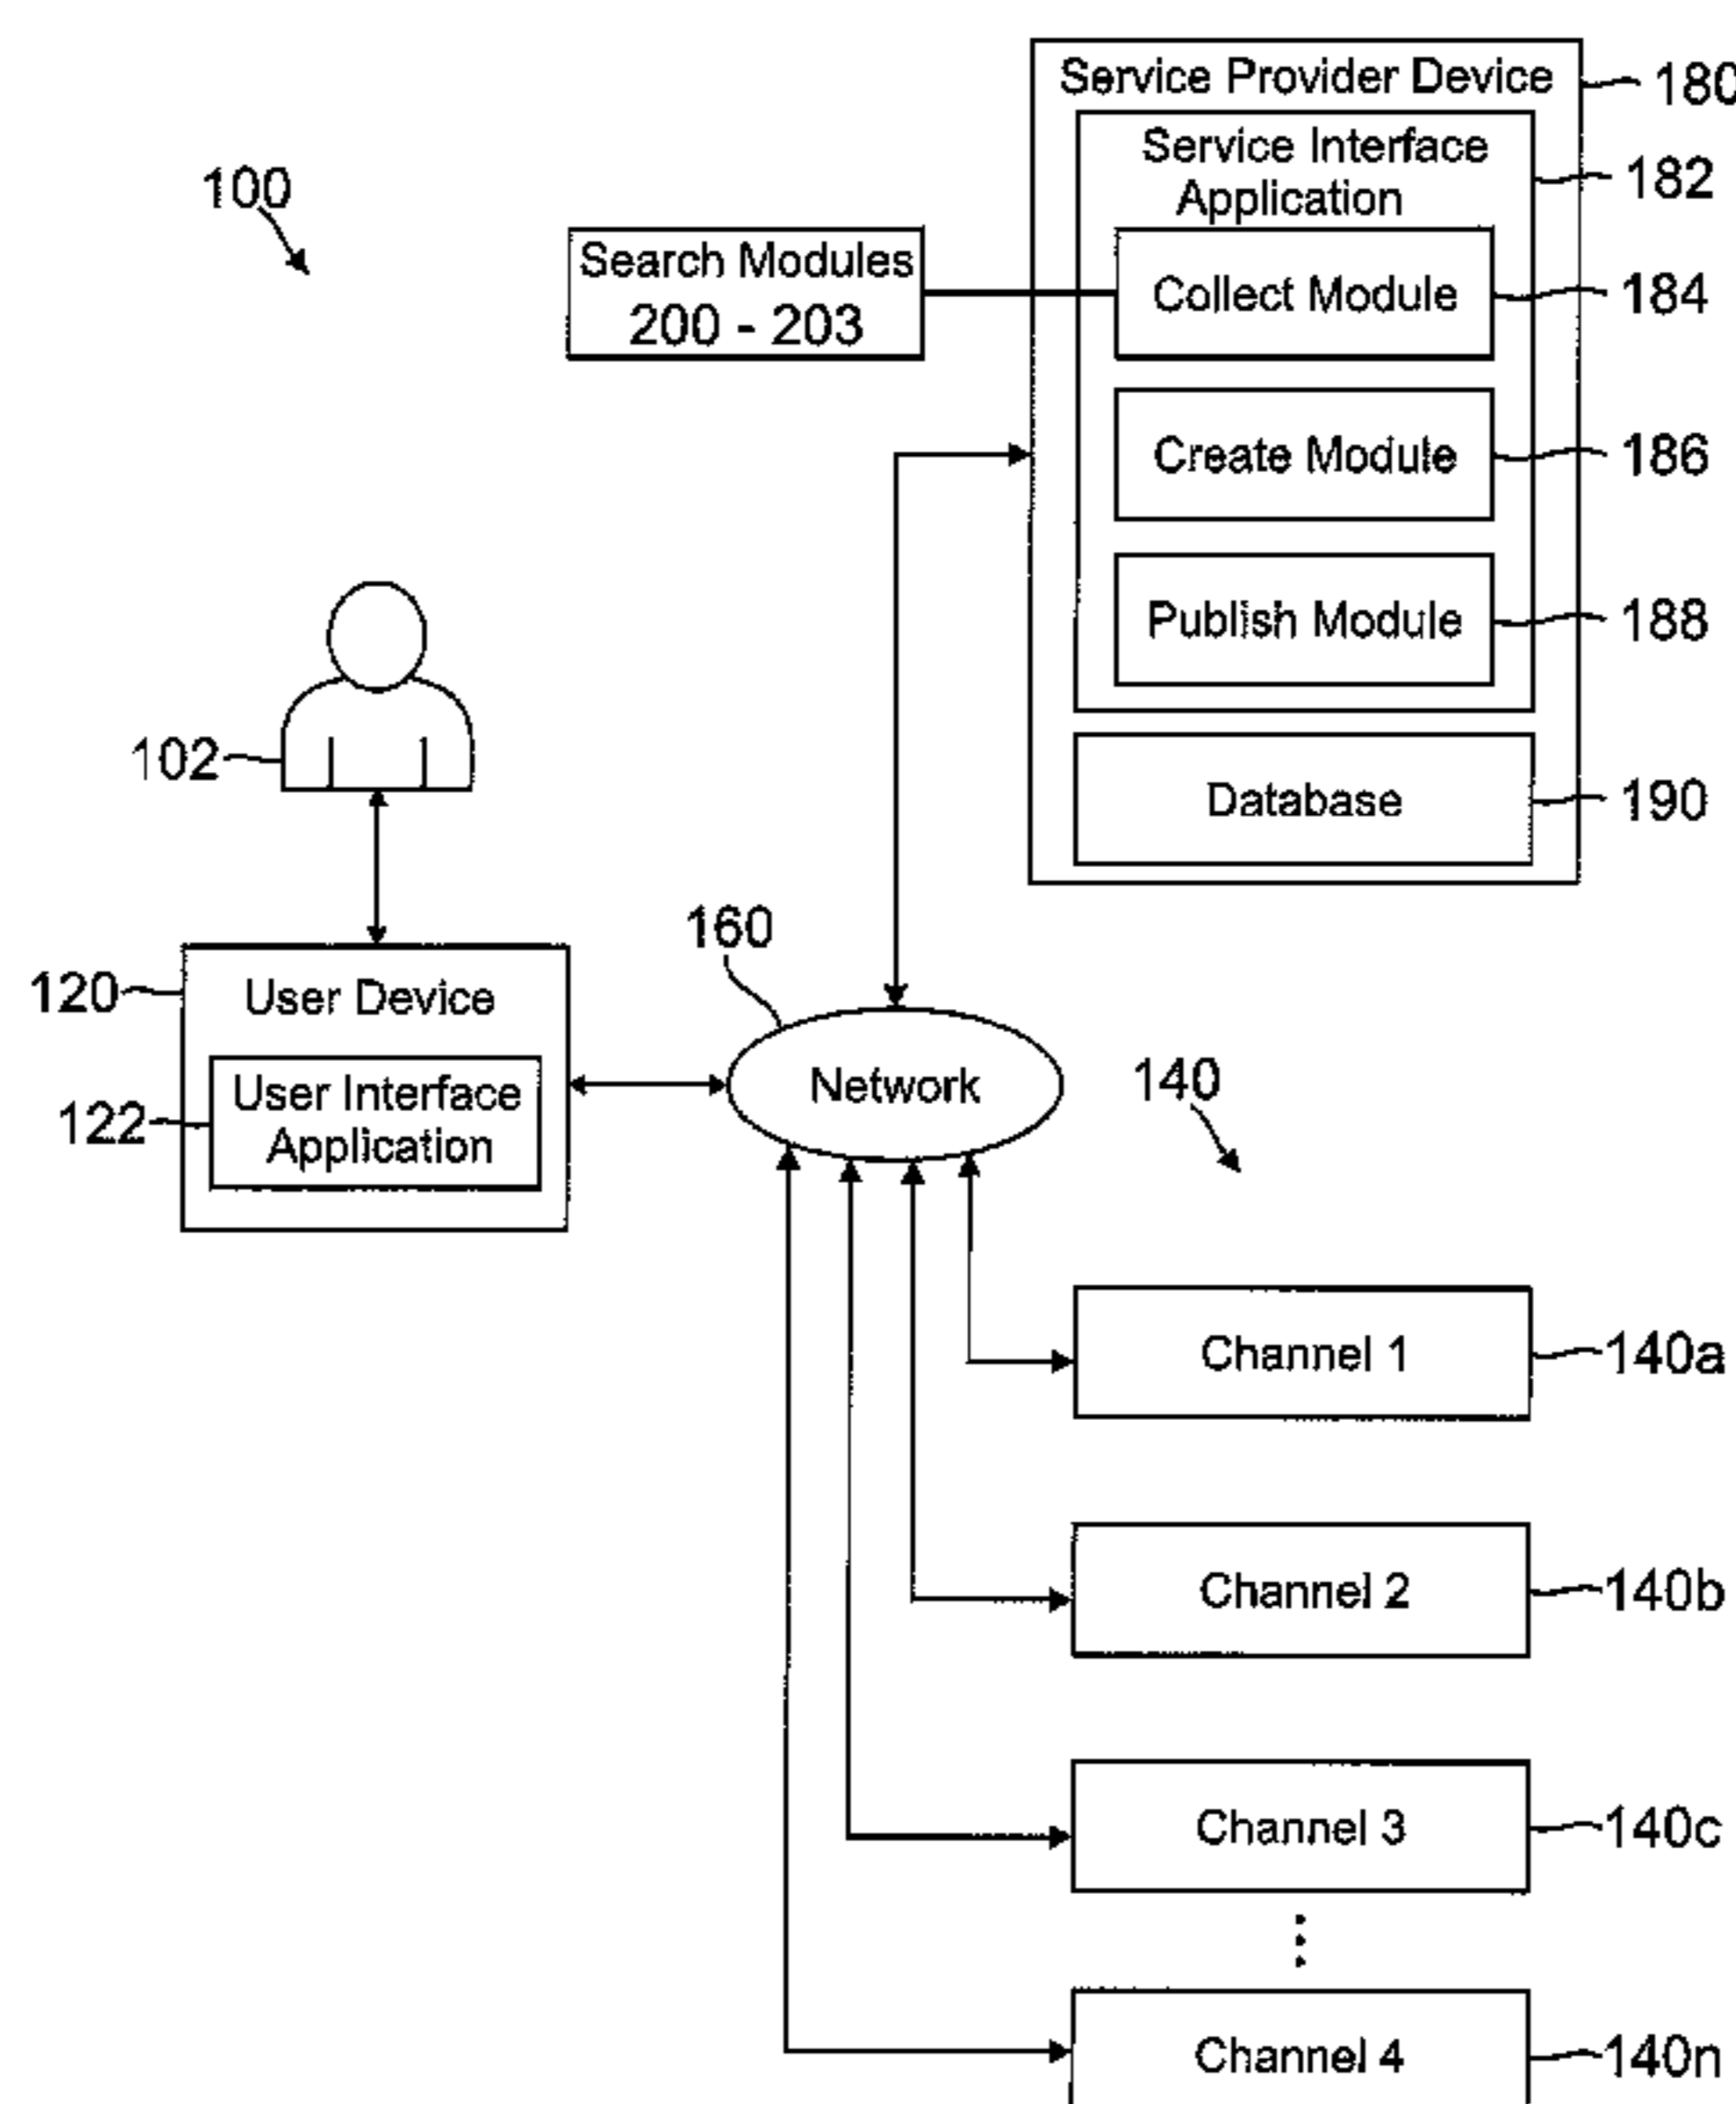 Service Provider Device
180
Service Interface
Application
182
100
Search Modules
200 - 203
Collect Module
184
Create Module
186
Publish Module
188
102
Database
190
160
120
User Device
User Interface
Application
122
Network
140
Channel 1
140a
Channel 2
140b
Channel 3
140c
Channel 4
140n